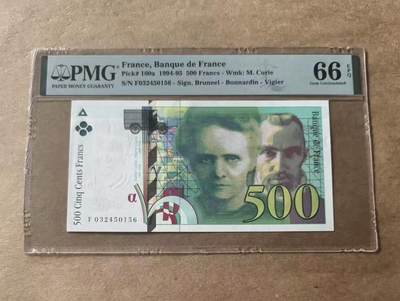 PMG
PAPER MONEY GUARANTY
France, Banque de France
Pick# 160a 1994-95 500 Francs - Wmk: M. Curie
S/N F032450156 - Sign. Bruneel - Bonnardin - Vigier
66 EPQ
Gem Uncirculated
500 Cinq Cents Francs
Banque de France
α
500
F 032450156